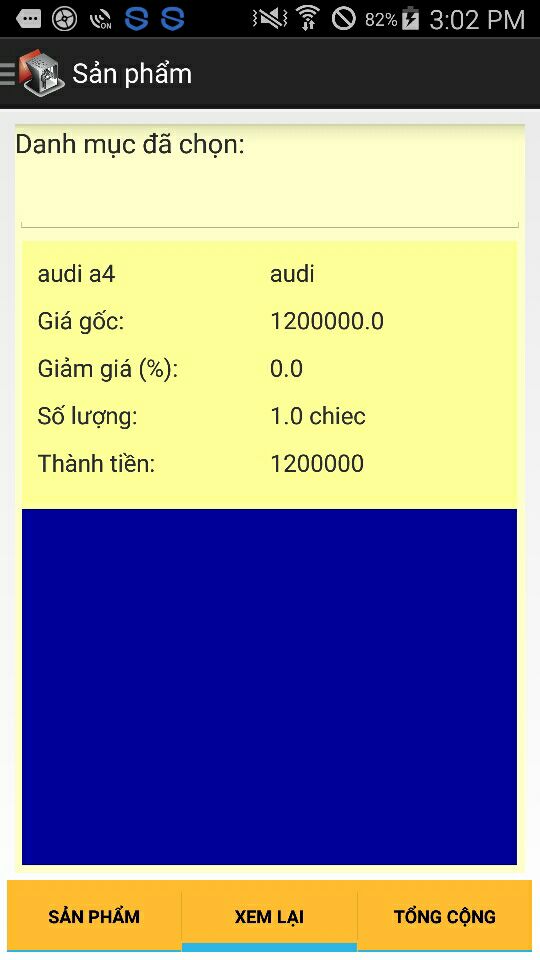 82% 3:02 PM
Sản phẩm
Danh mục đã chọn:
audi a4 audi
Giá gốc: 1200000.0
Giảm giá (%): 0.0
Số lượng: 1.0 chiec
Thành tiền: 1200000
SẢN PHẨM XEM LẠI TỔNG CỘNG